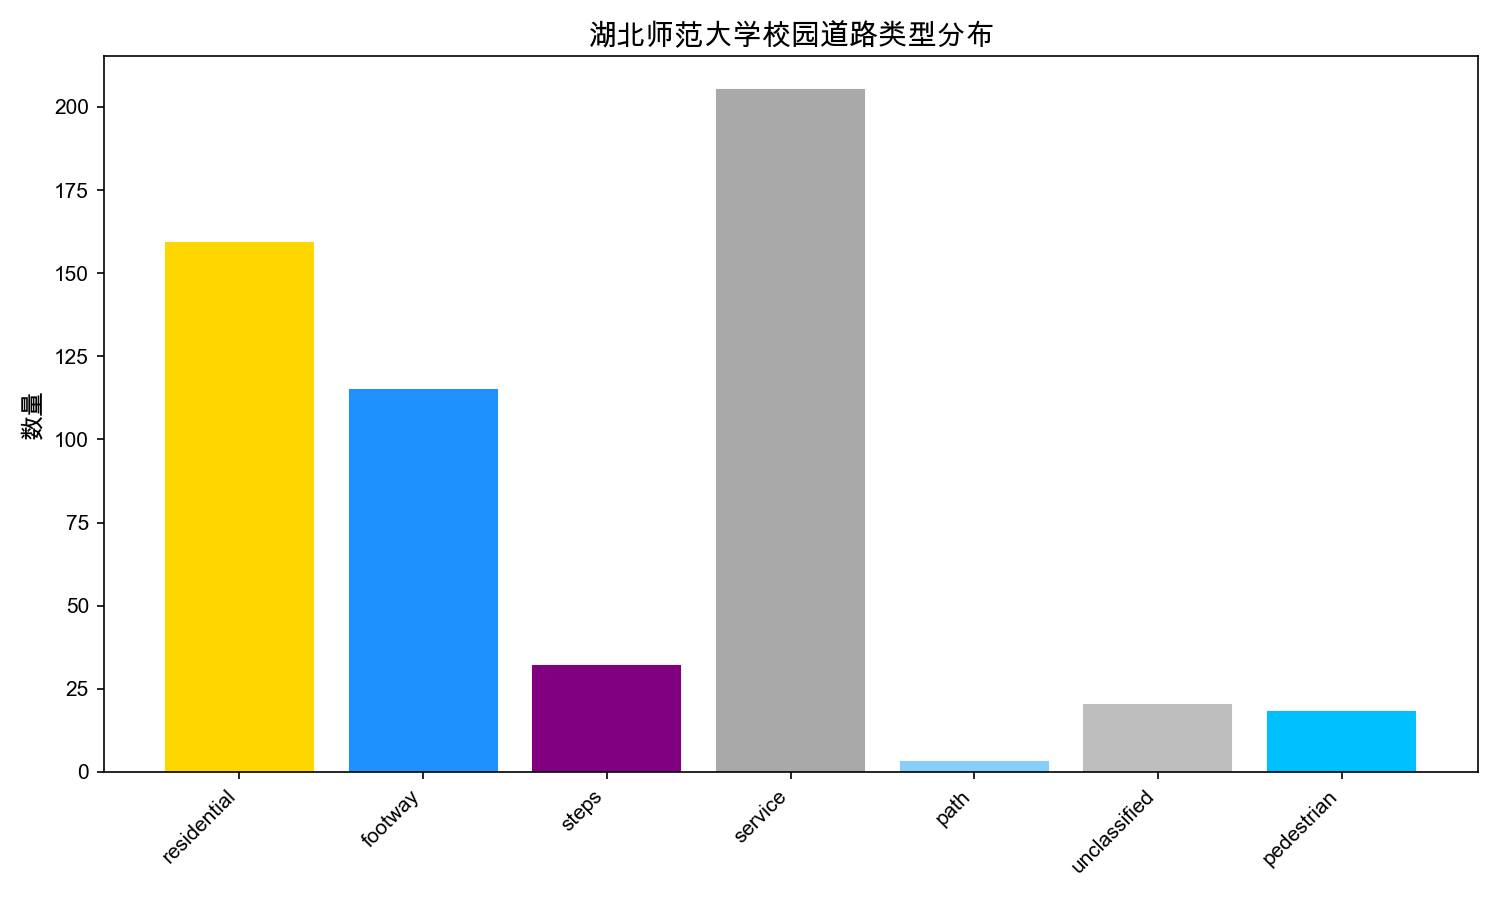 湖北师范大学校园道路类型分布
数量
200
175
150
125
100
75
50
25
0
residential
footway
steps
service
path
unclassified
pedestrian